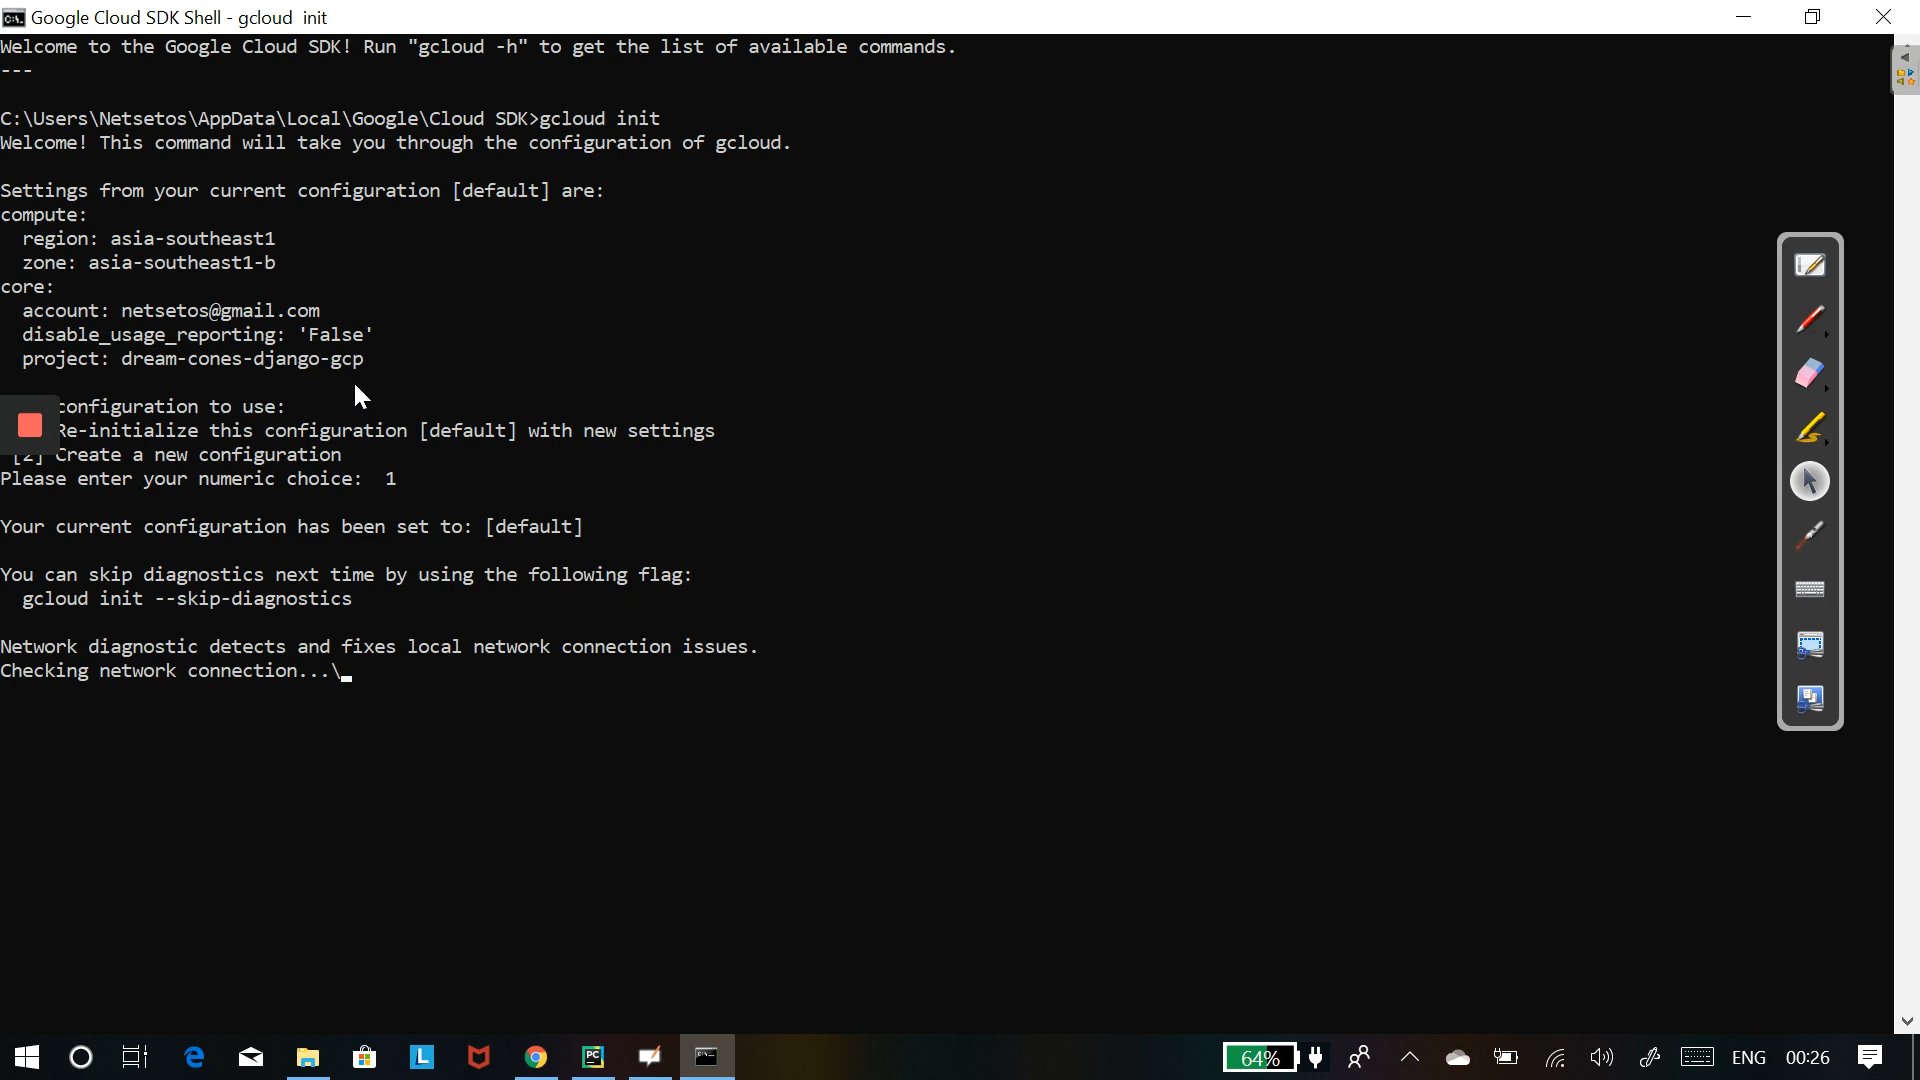 Google Cloud SDK Shell - gcloud  init
Welcome to the Google Cloud SDK! Run "gcloud -h" to get the list of available commands.
---
C:\Users\Netsetos\AppData\Local\Google\Cloud SDK>gcloud init
Welcome! This command will take you through the configuration of gcloud.
Settings from your current configuration [default] are:
compute:
  region: asia-southeast1
  zone: asia-southeast1-b
core:
  account: netsetos@gmail.com
  disable_usage_reporting: 'False'
  project: dream-cones-django-gcp
configuration to use:
Re-initialize this configuration [default] with new settings
[2] Create a new configuration
Please enter your numeric choice:  1
Your current configuration has been set to: [default]
You can skip diagnostics next time by using the following flag:
  gcloud init --skip-diagnostics
Network diagnostic detects and fixes local network connection issues.
Checking network connection...\
64%
ENG
00:26